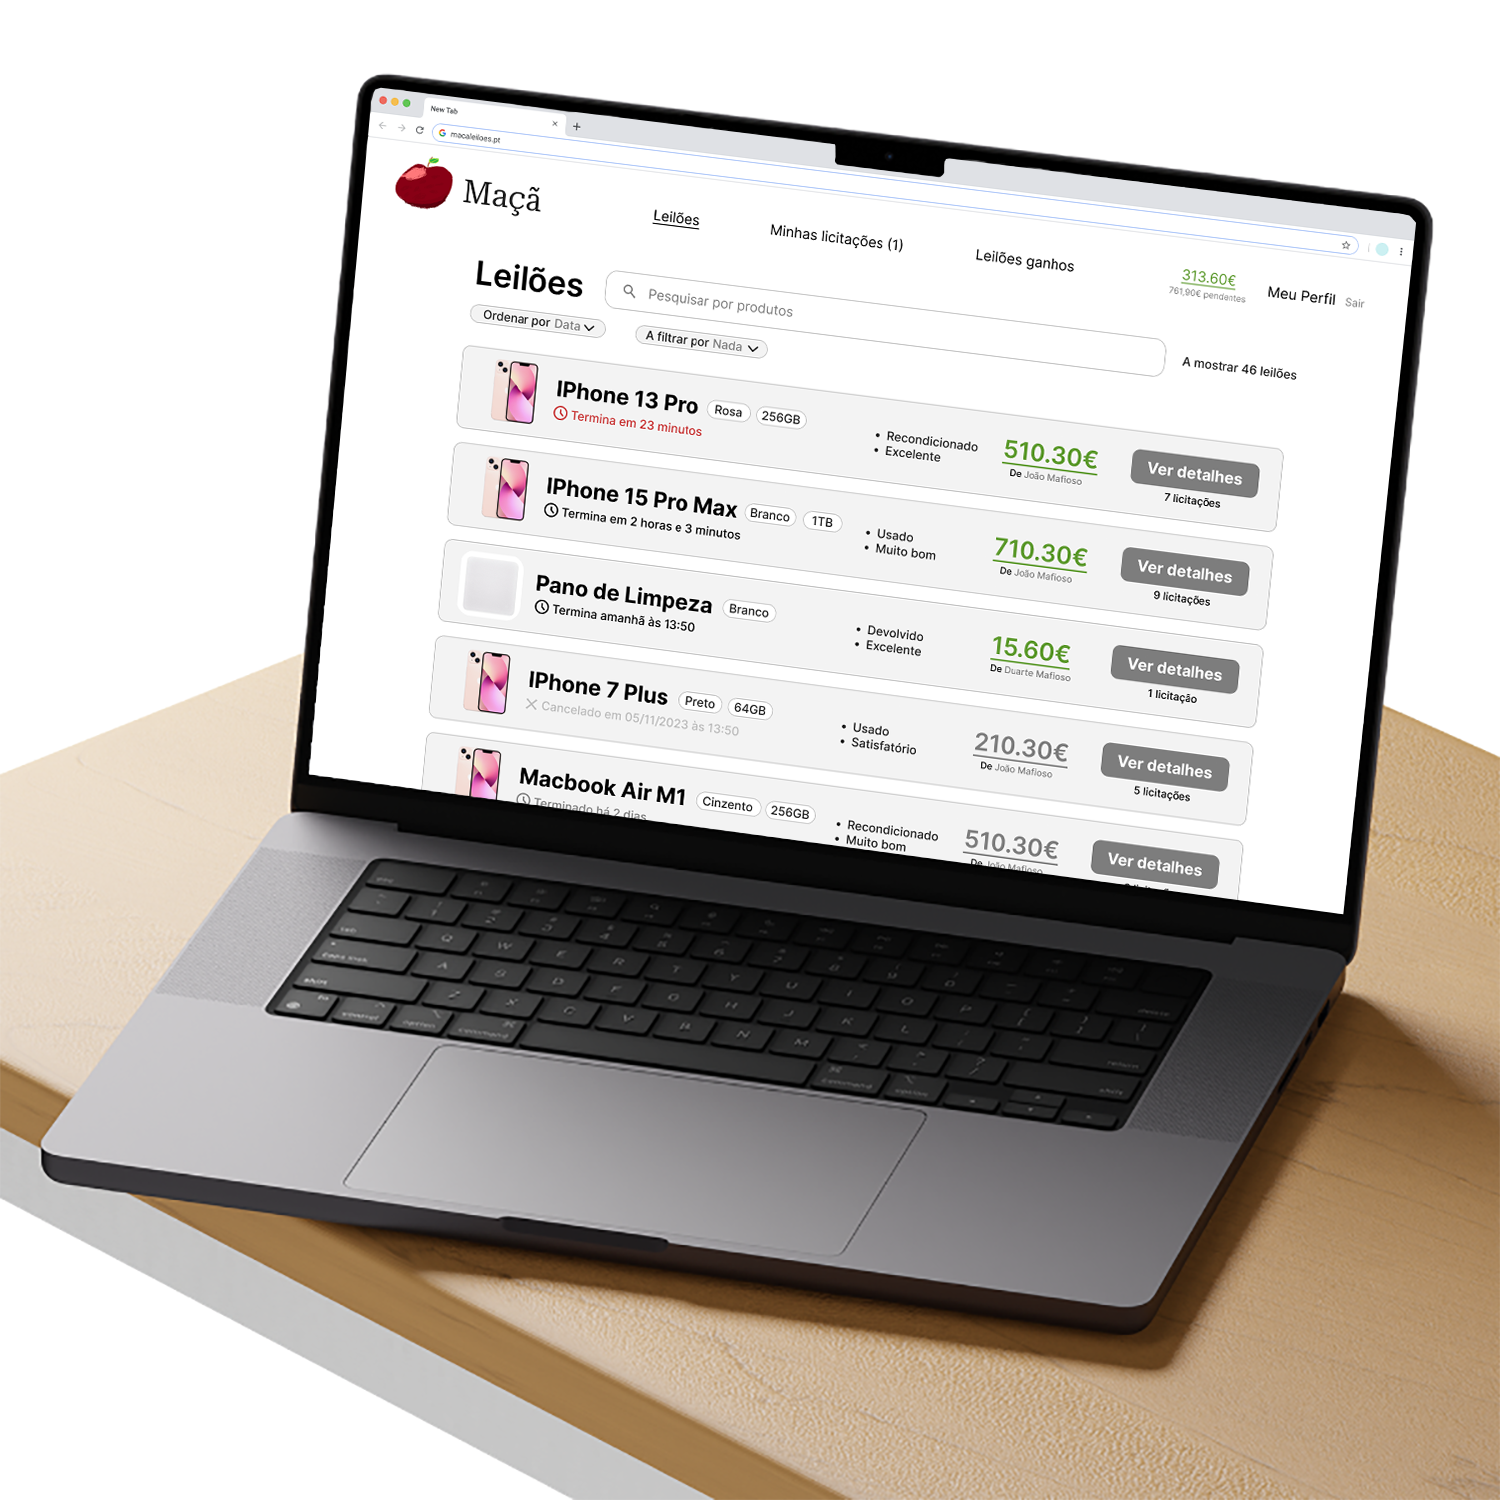 New Tab
macaleiloes.pt
Maçã
Leilões
Minhas licitações (1)
Leilões ganhos
313.60€
761,90€ pendentes
Meu Perfil
Sair
Leilões
Pesquisar por produtos
Ordenar por Data
A filtrar por Nada
A mostrar 46 leilões
IPhone 13 Pro
Rosa
256GB
Termina em 23 minutos
• Recondicionado
• Excelente
510.30€
De João Mafioso
Ver detalhes
7 licitações
IPhone 15 Pro Max
Branco
1TB
Termina em 2 horas e 3 minutos
• Usado
• Muito bom
710.30€
De João Mafioso
Ver detalhes
9 licitações
Pano de Limpeza
Branco
Termina amanhã às 13:50
• Devolvido
• Excelente
15.60€
De Duarte Mafioso
Ver detalhes
1 licitação
IPhone 7 Plus
Preto
64GB
Cancelado em 05/11/2023 às 13:50
• Usado
• Satisfatório
210.30€
De João Mafioso
Ver detalhes
5 licitações
Macbook Air M1
Cinzento
256GB
Terminado há 2 dias
• Recondicionado
• Muito bom
510.30€
De João Mafioso
Ver detalhes
Q W E R T Y U I O P
A S D F G H J K L
Z X C V B N M
control option command
command option